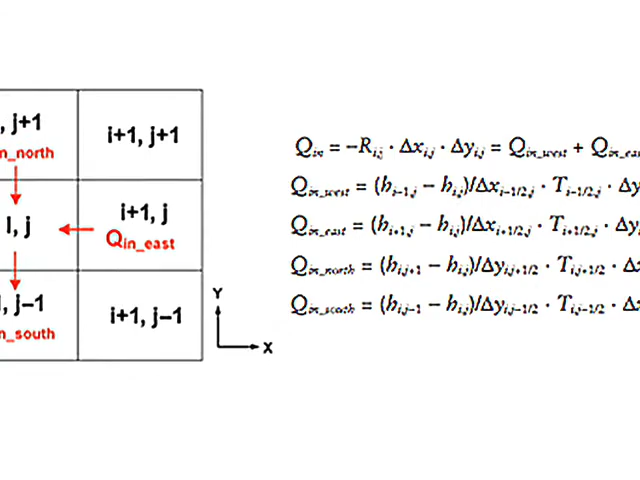 , j+1
i+1, j+1
n_north
i, j
i+1, j
Qin_east
, j−1
i+1, j−1
n_south
Y
X
Qin = −Ri,j · Δxi,j · Δyi,j = Qin_west + Qin_ea
Qin_west = (hi−1,j − hi,j)/Δxi−1/2,j · Ti−1/2,j · Δy
Qin_east = (hi+1,j − hi,j)/Δxi+1/2,j · Ti+1/2,j · Δyi,
Qin_north = (hi,j+1 − hi,j)/Δyi,j+1/2 · Ti,j+1/2 · Δx
Qin_south = (hi,j−1 − hi,j)/Δyi,j−1/2 · Ti,j−1/2 · Δx